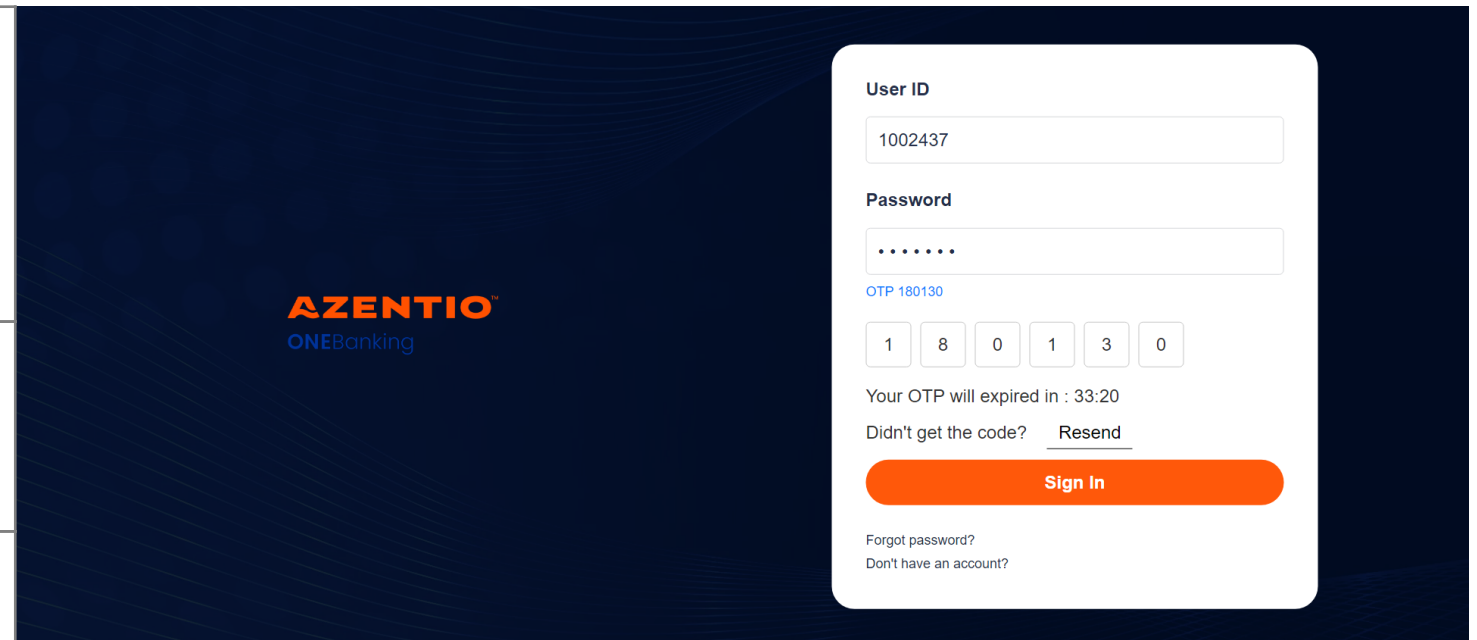 AZENTIO™
ONEBanking
User ID
1002437
Password
•••••••
OTP 180130
1 8 0 1 3 0
Your OTP will expired in : 33:20
Didn't get the code? Resend
Sign In
Forgot password?
Don't have an account?